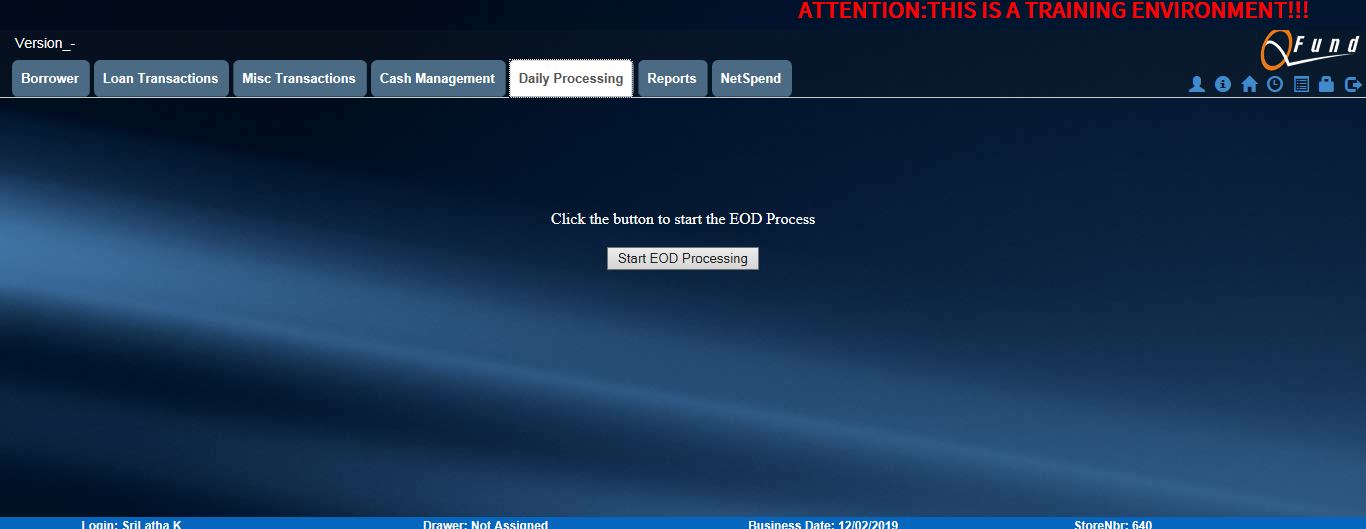 ATTENTION:THIS IS A TRAINING ENVIRONMENT!!!
Version_-
QFund
Borrower Loan Transactions Misc Transactions Cash Management Daily Processing Reports NetSpend
Click the button to start the EOD Process
Start EOD Processing
Login: SriLatha K Drawer: Not Assigned Business Date: 12/02/2019 StoreNbr: 640